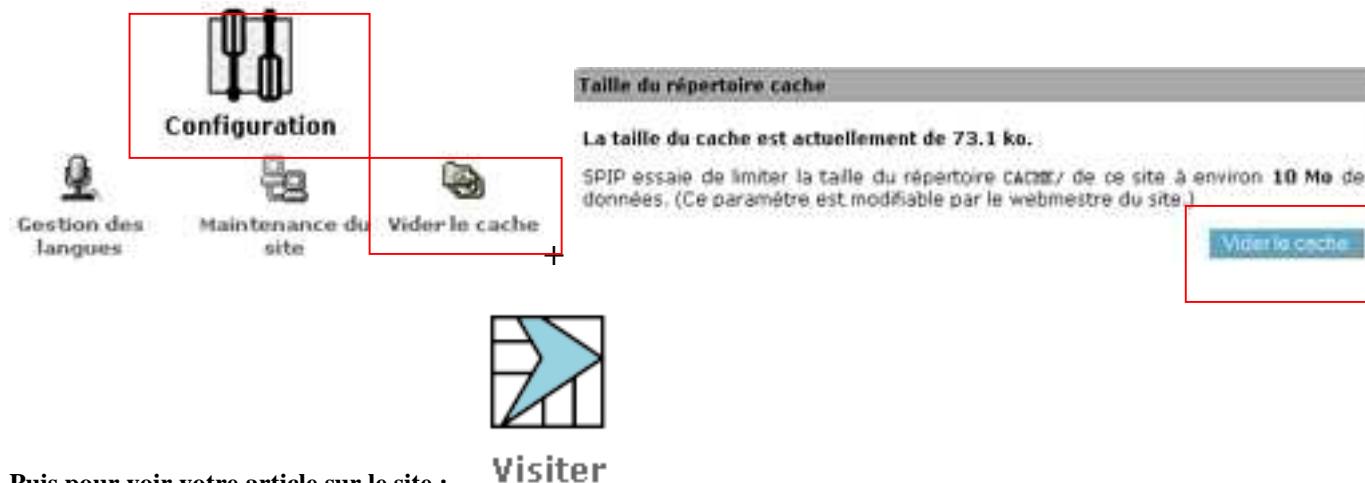 Configuration
Gestion des
langues
Maintenance du
site
Vider le cache
Taille du répertoire cache
La taille du cache est actuellement de 73.1 ko.
SPIP essaie de limiter la taille du répertoire CACHE/ de ce site à environ 10 Mo de
données. (Ce paramètre est modifiable par le webmestre du site.)
Vider le cache
Visiter
Puis pour voir votre article sur le site :